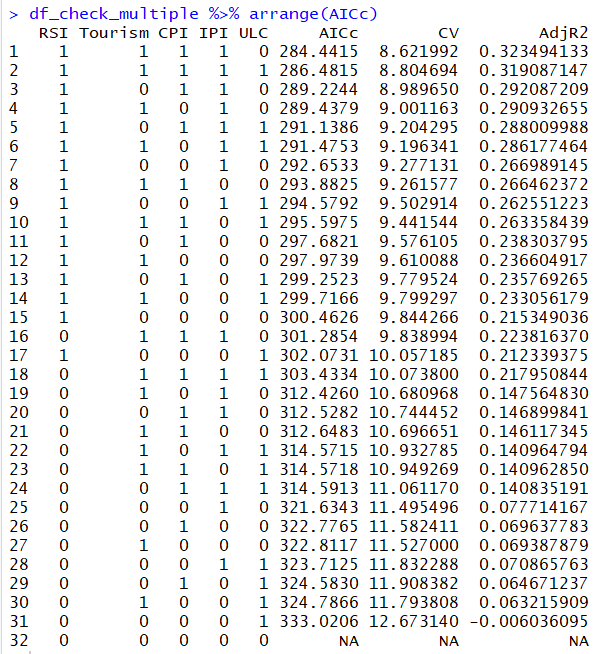 > df_check_multiple %>% arrange(AICc)
RSI Tourism CPI IPI ULC AICc CV AdjR2
1 1 1 1 1 0 284.4415 8.621992 0.323494133
2 1 1 1 1 1 286.4815 8.804694 0.319087147
3 1 0 1 1 0 289.2244 8.989650 0.292087209
4 1 1 0 1 0 289.4379 9.001163 0.290932655
5 1 0 1 1 1 291.1386 9.204295 0.288009988
6 1 1 0 1 1 291.4753 9.196341 0.286177464
7 1 0 0 1 0 292.6533 9.277131 0.266989145
8 1 1 1 0 0 293.8825 9.261577 0.266462372
9 1 0 0 1 1 294.5792 9.502914 0.262551223
10 1 1 1 0 1 295.5975 9.441544 0.263358439
11 1 0 1 0 0 297.6821 9.576105 0.238303795
12 1 1 0 0 0 297.9739 9.610088 0.236604917
13 1 0 1 0 1 299.2523 9.779524 0.235769265
14 1 1 0 0 1 299.7166 9.799297 0.233056179
15 1 0 0 0 0 300.4626 9.844266 0.215349036
16 0 1 1 1 0 301.2854 9.838994 0.223816370
17 1 0 0 0 1 302.0731 10.057185 0.212339375
18 0 1 1 1 1 303.4334 10.073800 0.217950844
19 0 1 0 1 0 312.4260 10.680968 0.147564830
20 0 0 1 1 0 312.5282 10.744452 0.146899841
21 0 1 1 0 0 312.6483 10.696651 0.146117345
22 0 1 0 1 1 314.5715 10.932785 0.140964794
23 0 1 1 0 1 314.5718 10.949269 0.140962850
24 0 0 1 1 1 314.5913 11.061170 0.140835191
25 0 0 0 1 0 321.6343 11.495496 0.077714167
26 0 0 1 0 0 322.7765 11.582411 0.069637783
27 0 1 0 0 0 322.8117 11.527000 0.069387879
28 0 0 0 1 1 323.7125 11.832288 0.070865763
29 0 0 1 0 1 324.5830 11.908382 0.064671237
30 0 1 0 0 1 324.7866 11.793808 0.063215909
31 0 0 0 0 1 333.0206 12.673140 -0.006036095
32 0 0 0 0 0 NA NA NA